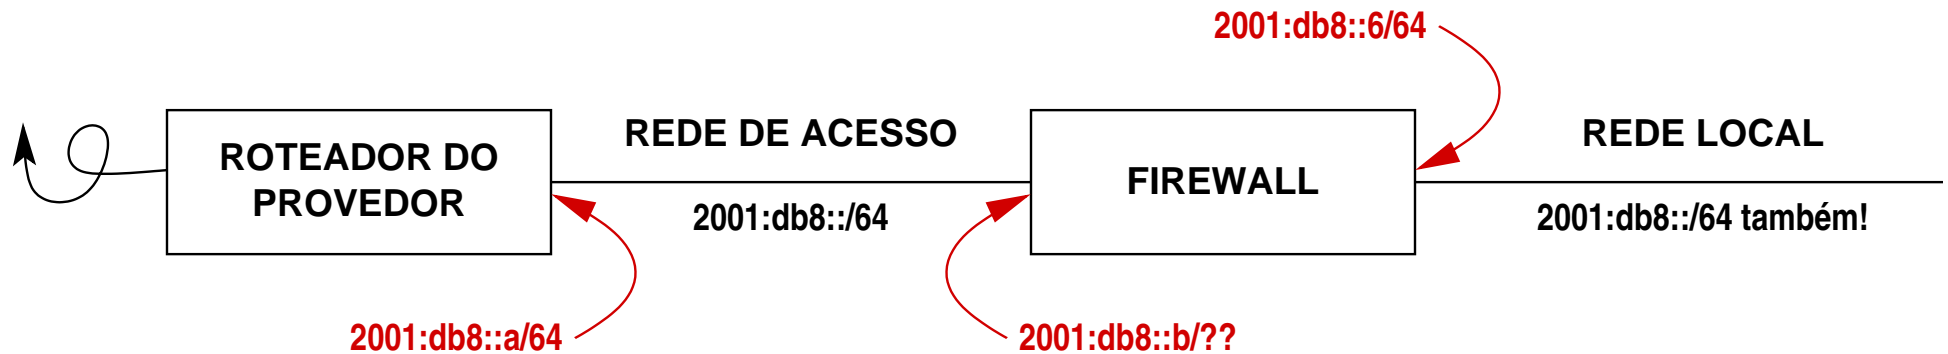 2001:db8::6/64
ROTEADOR DO
PROVEDOR
REDE DE ACESSO
2001:db8::/64
FIREWALL
REDE LOCAL
2001:db8::/64 também!
2001:db8::a/64
2001:db8::b/??